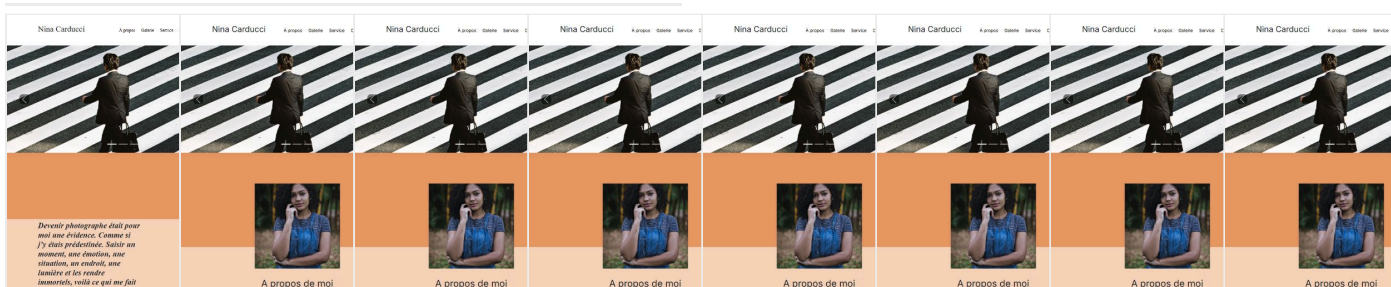 Nina Carducci A propos Galerie Service
Devenir photographe était pour
moi une évidence. Comme si
j'y étais prédestinée. Saisir un
moment, une émotion, une
situation, un endroit, une
lumière et les rendre
immortels, voilà ce qui me fait
Nina Carducci A propos Galerie Service
A propos de moi
Nina Carducci A propos Galerie Service
A propos de moi
Nina Carducci A propos Galerie Service
A propos de moi
Nina Carducci A propos Galerie Service
A propos de moi
Nina Carducci A propos Galerie Service
A propos de moi
Nina Carducci A propos Galerie Service
A propos de moi
Nina Carducci A propos Galerie Service
A propos de moi